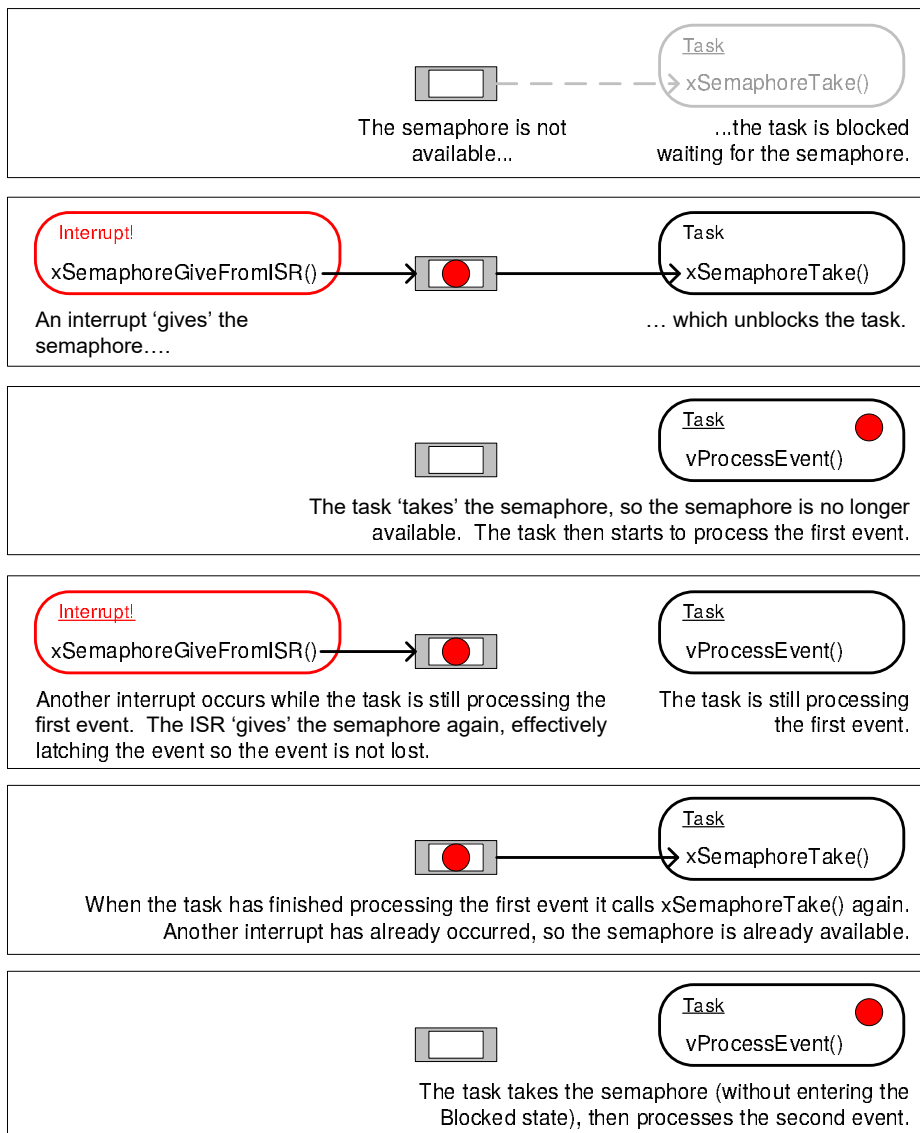 Task
xSemaphoreTake()
The semaphore is not
available...
...the task is blocked
waiting for the semaphore.
Interrupt!
xSemaphoreGiveFromISR()
Task
xSemaphoreTake()
An interrupt ‘gives’ the
semaphore….
… which unblocks the task.
Task
vProcessEvent()
The task ‘takes’ the semaphore, so the semaphore is no longer
available. The task then starts to process the first event.
Interrupt!
xSemaphoreGiveFromISR()
Task
vProcessEvent()
Another interrupt occurs while the task is still processing the
first event. The ISR ‘gives’ the semaphore again, effectively
latching the event so the event is not lost.
The task is still processing
the first event.
Task
xSemaphoreTake()
When the task has finished processing the first event it calls xSemaphoreTake() again.
Another interrupt has already occurred, so the semaphore is already available.
Task
vProcessEvent()
The task takes the semaphore (without entering the
Blocked state), then processes the second event.